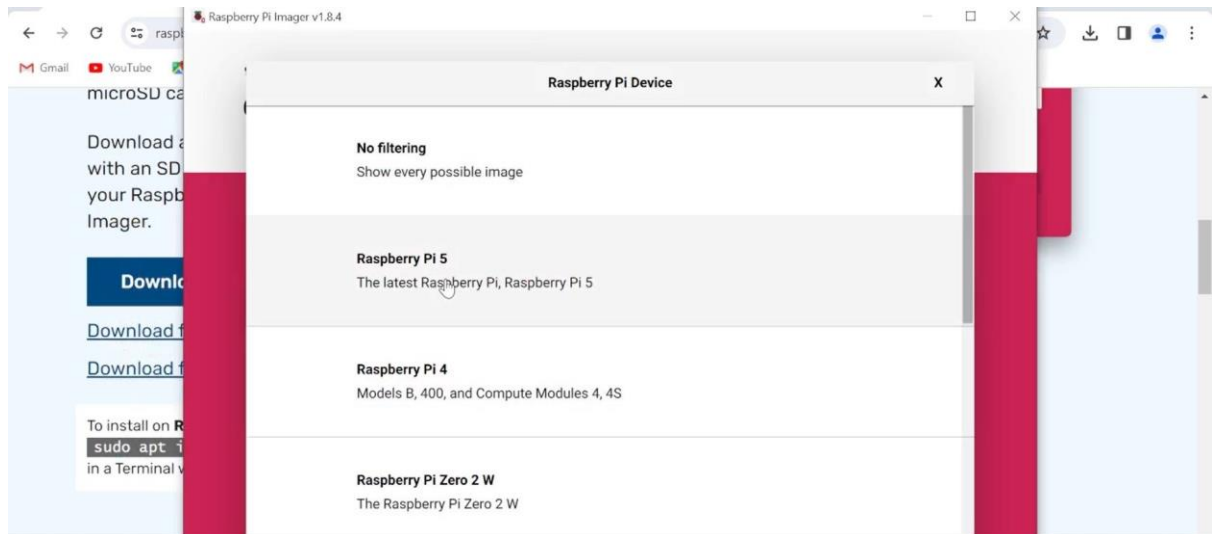 Raspberry Pi Imager v1.8.4
Gmail
YouTube
Raspberry Pi Device
X
microSD
Download
with an SD
your
Imager.
Download
Download
To install on
sudo apt
in a Terminal
No filtering
Show every possible image
Raspberry Pi 5
The latest Raspberry Pi, Raspberry Pi 5
Raspberry Pi 4
Models B, 400, and Compute Modules 4, 4S
Raspberry Pi Zero 2 W
The Raspberry Pi Zero 2 W